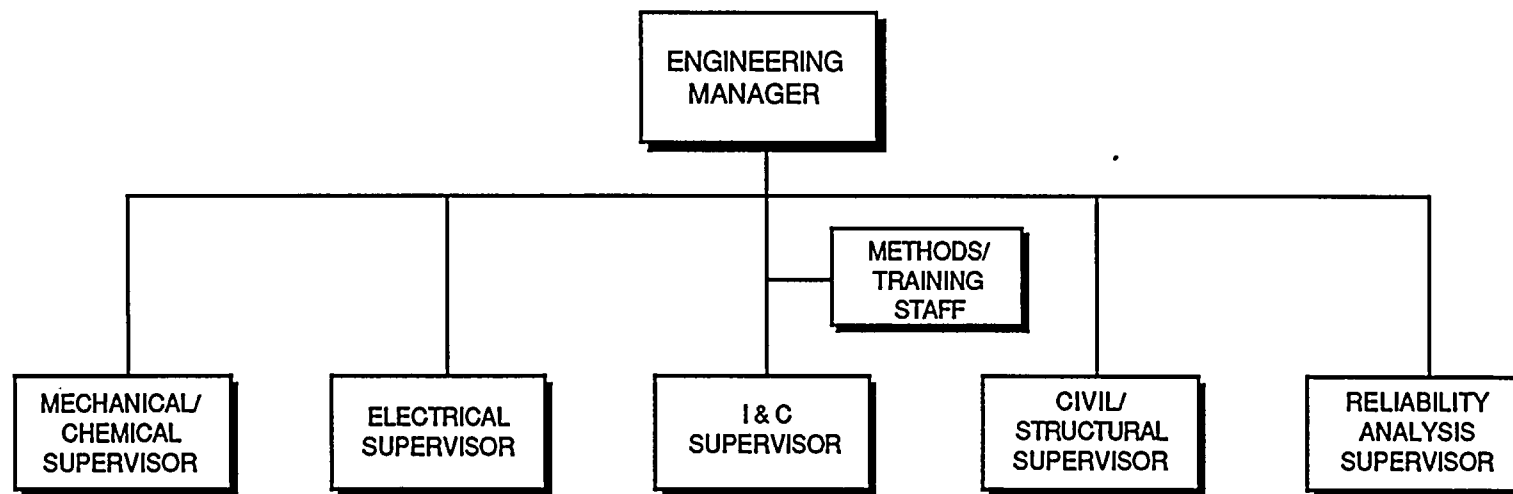 ENGINEERING
MANAGER
METHODS/
TRAINING
STAFF
MECHANICAL/
CHEMICAL
SUPERVISOR
ELECTRICAL
SUPERVISOR
I & C
SUPERVISOR
CIVIL/
STRUCTURAL
SUPERVISOR
RELIABILITY
ANALYSIS
SUPERVISOR